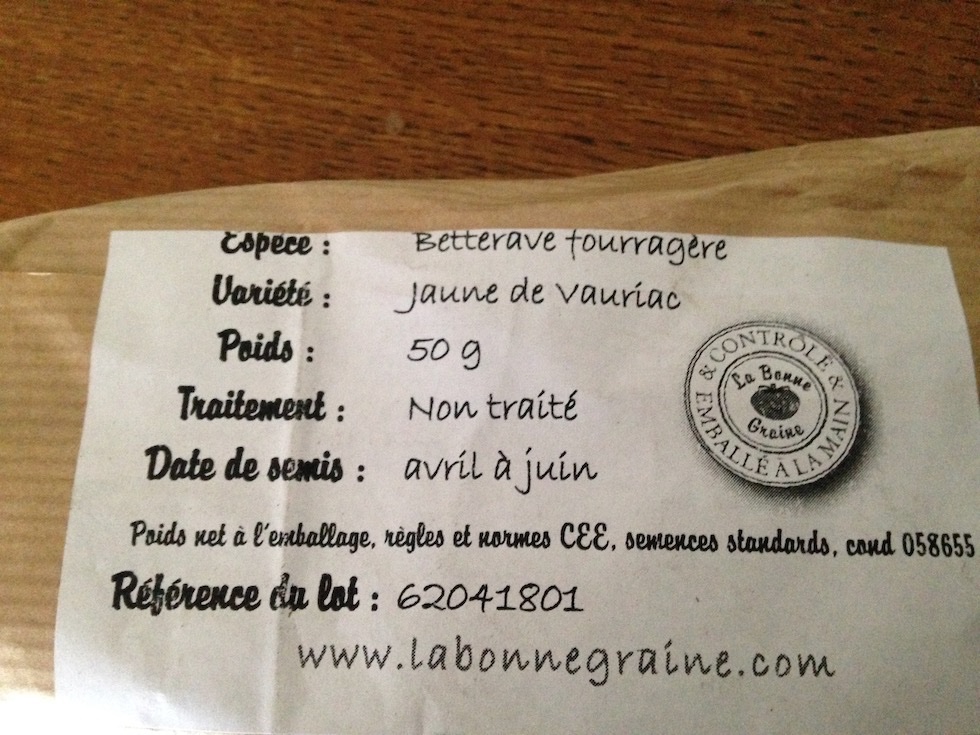 Espèce : Betterave fourragère
Variété : Jaune de Vauriac
Poids : 50 g
Traitement : Non traité
Date de semis : avril à juin
& CONTRÔLÉ & EMBALLÉ A LA MAIN
La Bonne
Graine
Poids net à l'emballage, règles et normes CEE, semences standards, cond 058655
Référence du lot : 62041801
www.labonnegraine.com